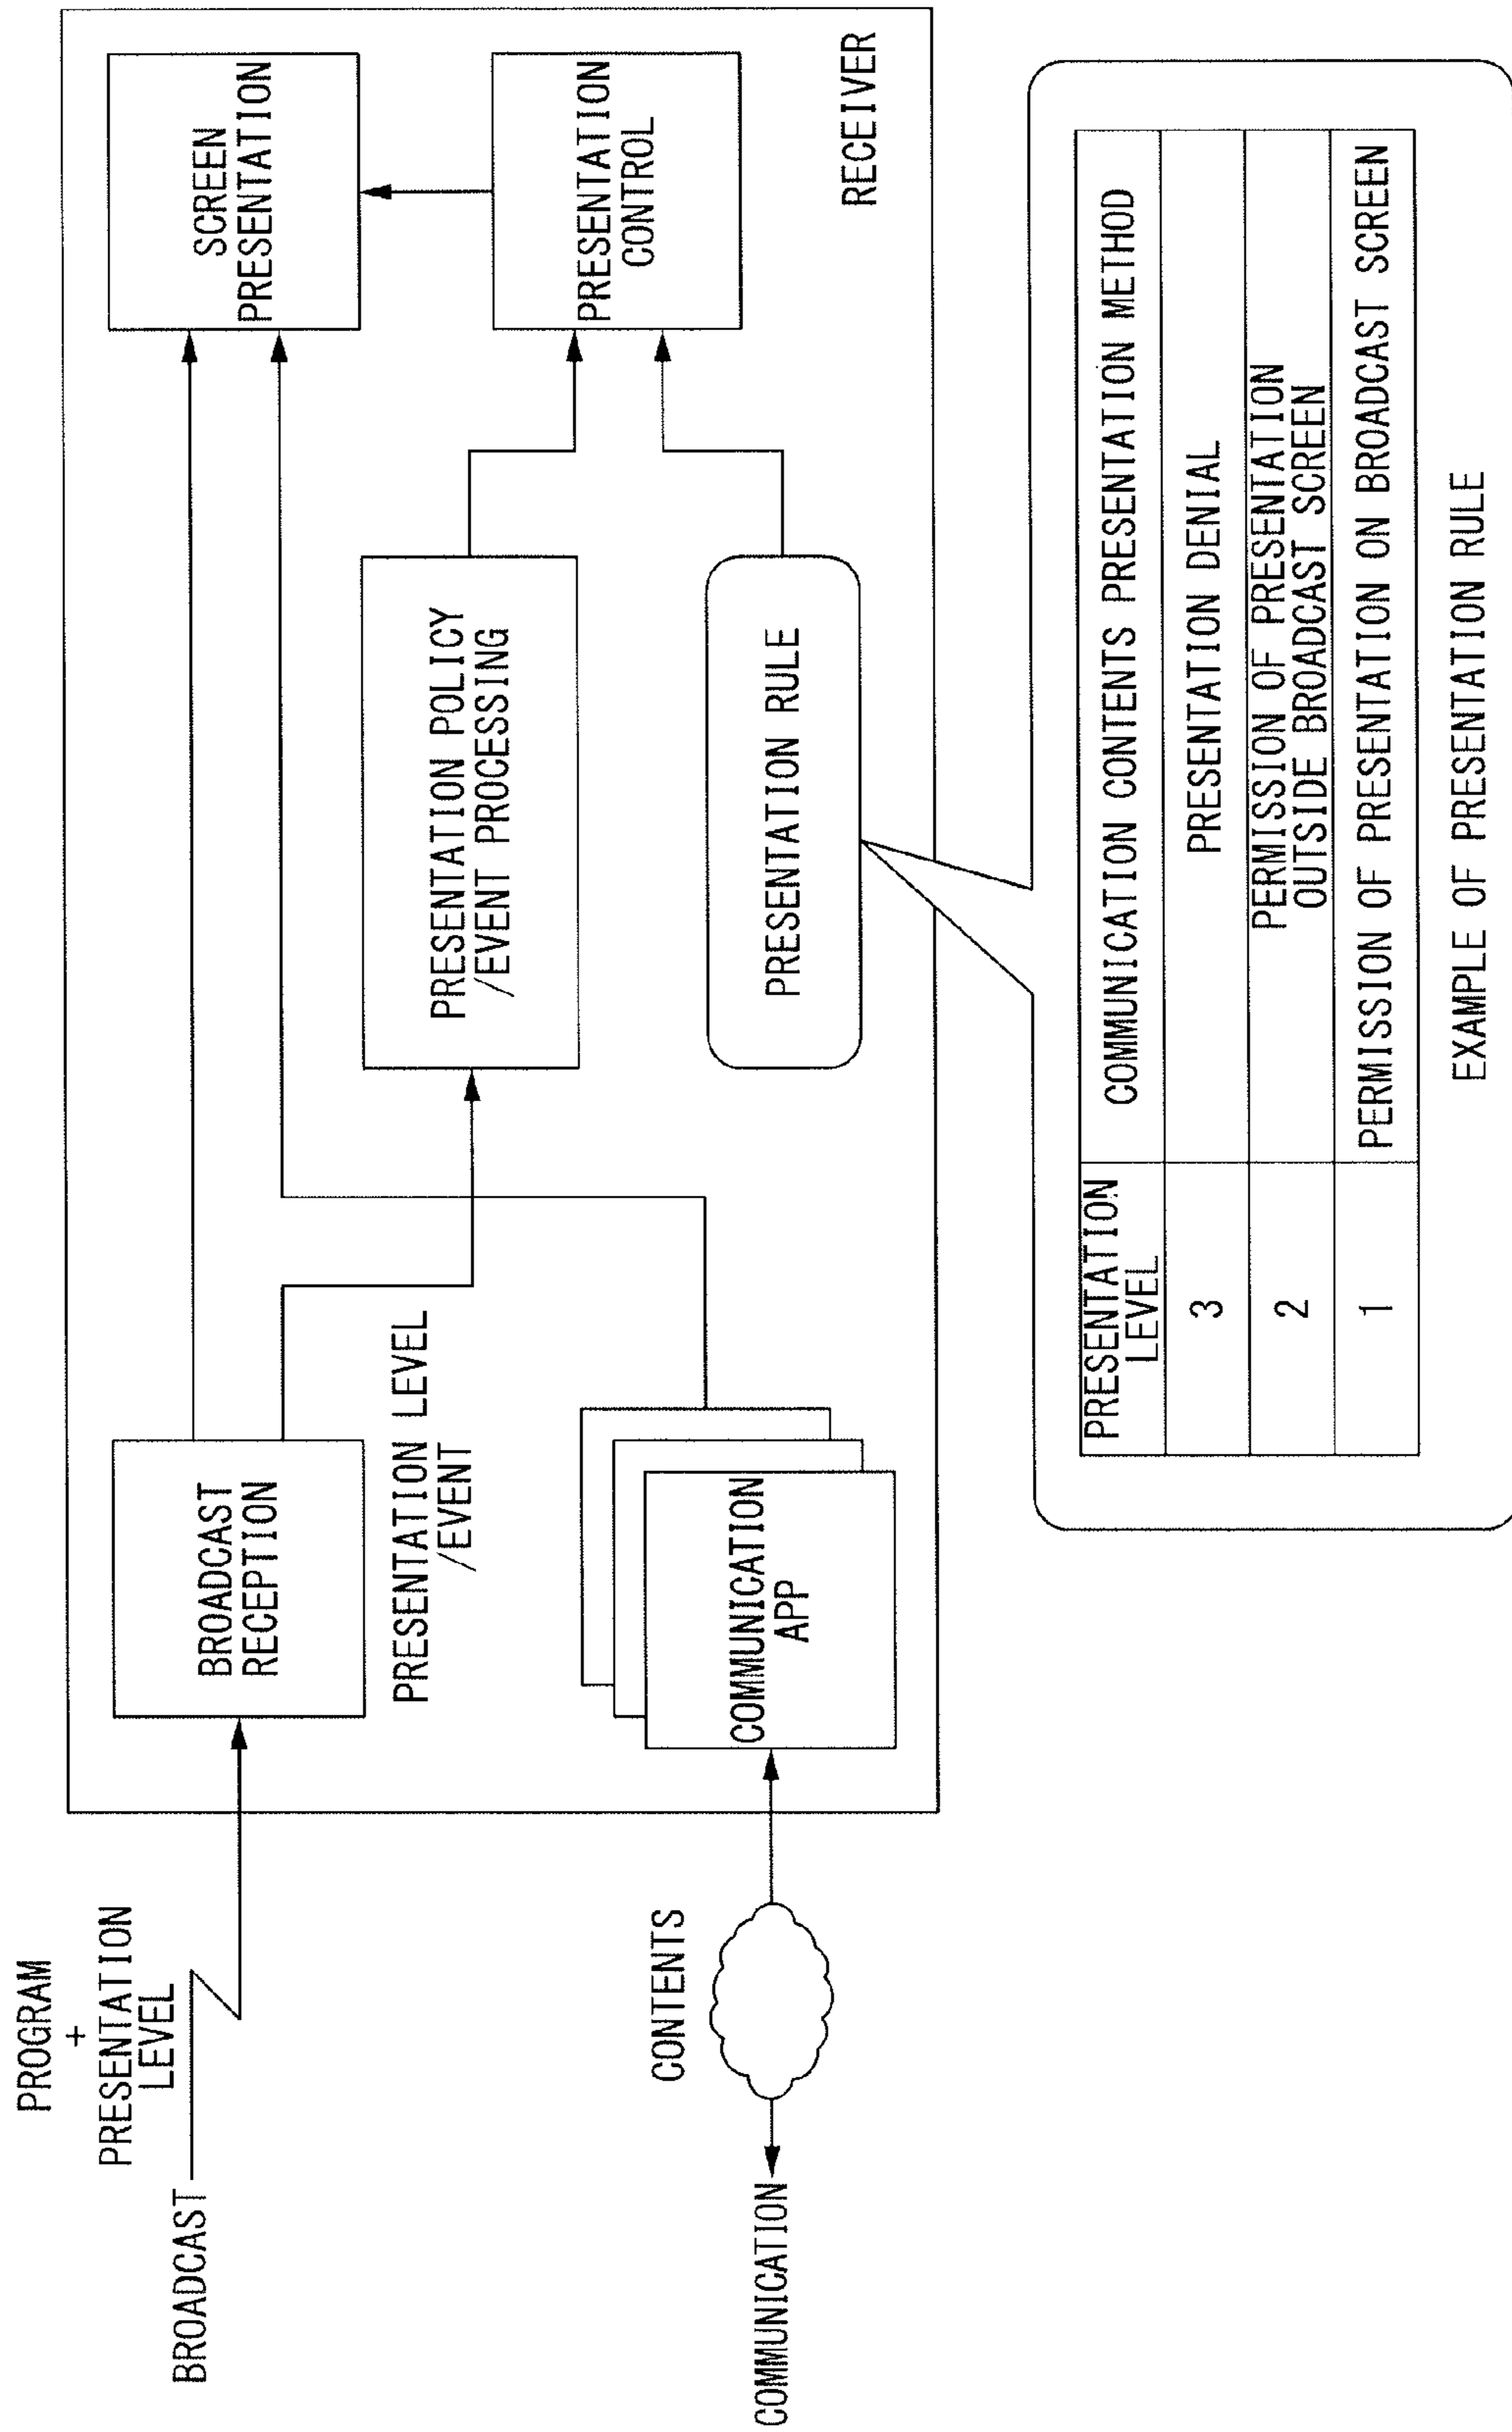 PROGRAM
+
PRESENTATION
LEVEL
BROADCAST
BROADCAST
RECEPTION
SCREEN
PRESENTATION
PRESENTATION LEVEL
/EVENT
PRESENTATION POLICY
/EVENT PROCESSING
PRESENTATION
CONTROL
CONTENTS
COMMUNICATION
COMMUNICATION
APP
PRESENTATION RULE
RECEIVER
PRESENTATION
LEVEL
COMMUNICATION CONTENTS PRESENTATION METHOD
3
PRESENTATION DENIAL
2
PERMISSION OF PRESENTATION
OUTSIDE BROADCAST SCREEN
1
PERMISSION OF PRESENTATION ON BROADCAST SCREEN
EXAMPLE OF PRESENTATION RULE